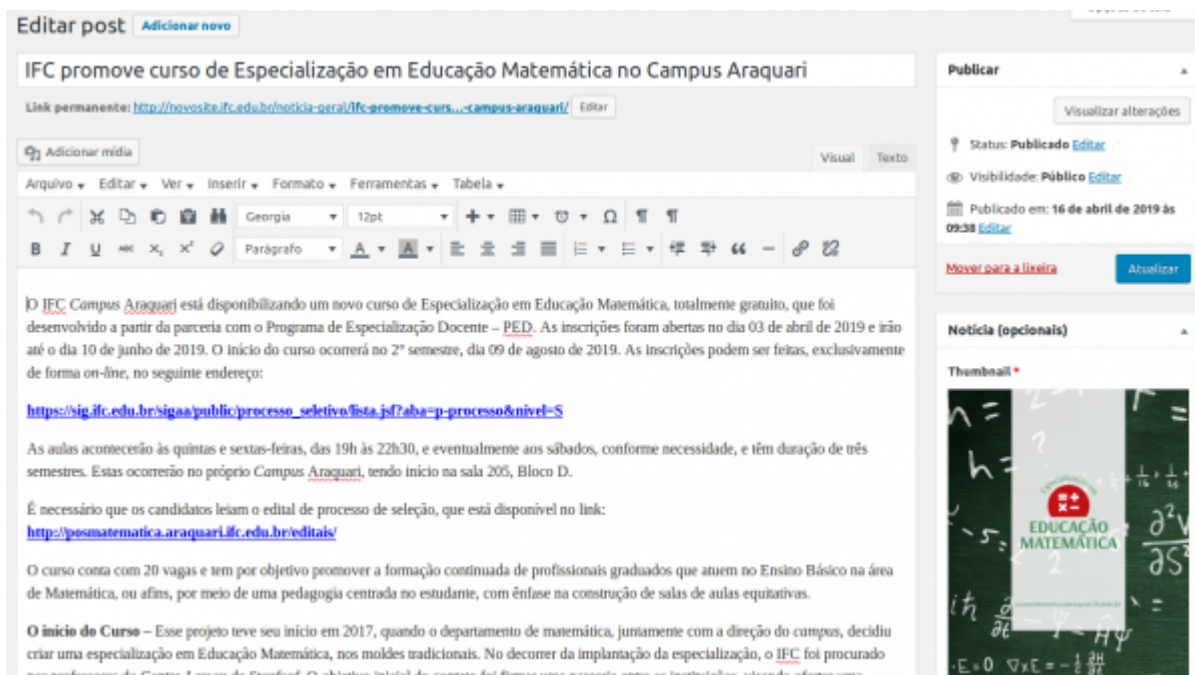 Editar post Adicionar novo
IFC promove curso de Especialização em Educação Matemática no Campus Araquari
Link permanente: http://novosite.ifc.edu.br/noticia-geral/ifc-promove-curs...-campus-araquari/ Editar
Adicionar mídia
Visual Texto
Arquivo Editar Ver Inserir Formato Ferramentas Tabela
Georgia 12pt
Parágrafo
O IFC Campus Araquari está disponibilizando um novo curso de Especialização em Educação Matemática, totalmente gratuito, que foi
desenvolvido a partir da parceria com o Programa de Especialização Docente – PED. As inscrições foram abertas no dia 03 de abril de 2019 e irão
até o dia 10 de junho de 2019. O início do curso ocorrerá no 2º semestre, dia 09 de agosto de 2019. As inscrições podem ser feitas, exclusivamente
de forma on-line, no seguinte endereço:
https://sig.ifc.edu.br/sigaa/public/processo_seletivo/lista.jsf?aba=p-processo&nivel=S
As aulas acontecerão às quintas e sextas-feiras, das 19h às 22h30, e eventualmente aos sábados, conforme necessidade, e têm duração de três
semestres. Estas ocorrerão no próprio Campus Araquari, tendo início na sala 205, Bloco D.
É necessário que os candidatos leiam o edital de processo de seleção, que está disponível no link:
http://posmatematica.araquari.ifc.edu.br/editais/
O curso conta com 20 vagas e tem por objetivo promover a formação continuada de profissionais graduados que atuem no Ensino Básico na área
de Matemática, ou afins, por meio de uma pedagogia centrada no estudante, com ênfase na construção de salas de aulas equitativas.
O início do Curso – Esse projeto teve seu início em 2017, quando o departamento de matemática, juntamente com a direção do campus, decidiu
criar uma especialização em Educação Matemática, nos moldes tradicionais. No decorrer da implantação da especialização, o IFC foi procurado
Publicar
Visualizar alterações
Status: Publicado Editar
Visibilidade: Público Editar
Publicado em: 16 de abril de 2019 às
09:38 Editar
Mover para a lixeira Atualizar
Notícia (opcionais)
Thumbnail *
Especialização em
EDUCAÇÃO
MATEMÁTICA